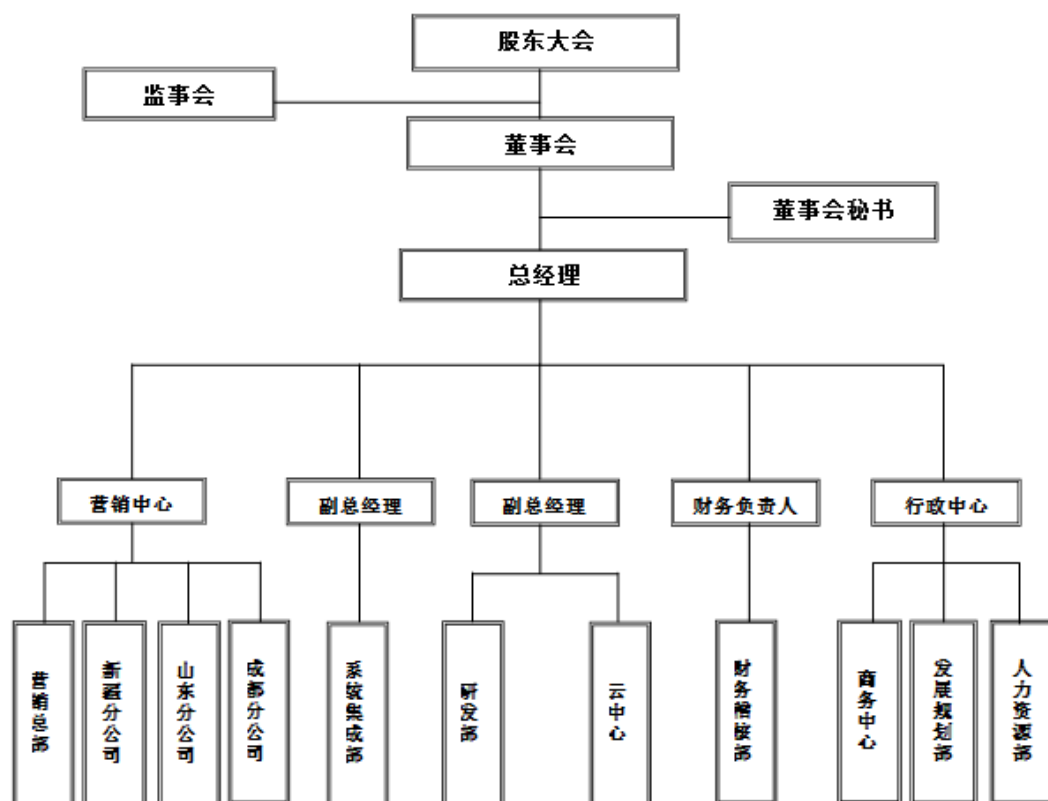 股东大会
监事会
董事会
董事会秘书
总经理
营销中心
副总经理
副总经理
财务负责人
行政中心
营销总部
新疆分公司
山东分公司
成都分公司
系统集成部
研发部
云中心
财务稽核部
商务中心
发展规划部
人力资源部